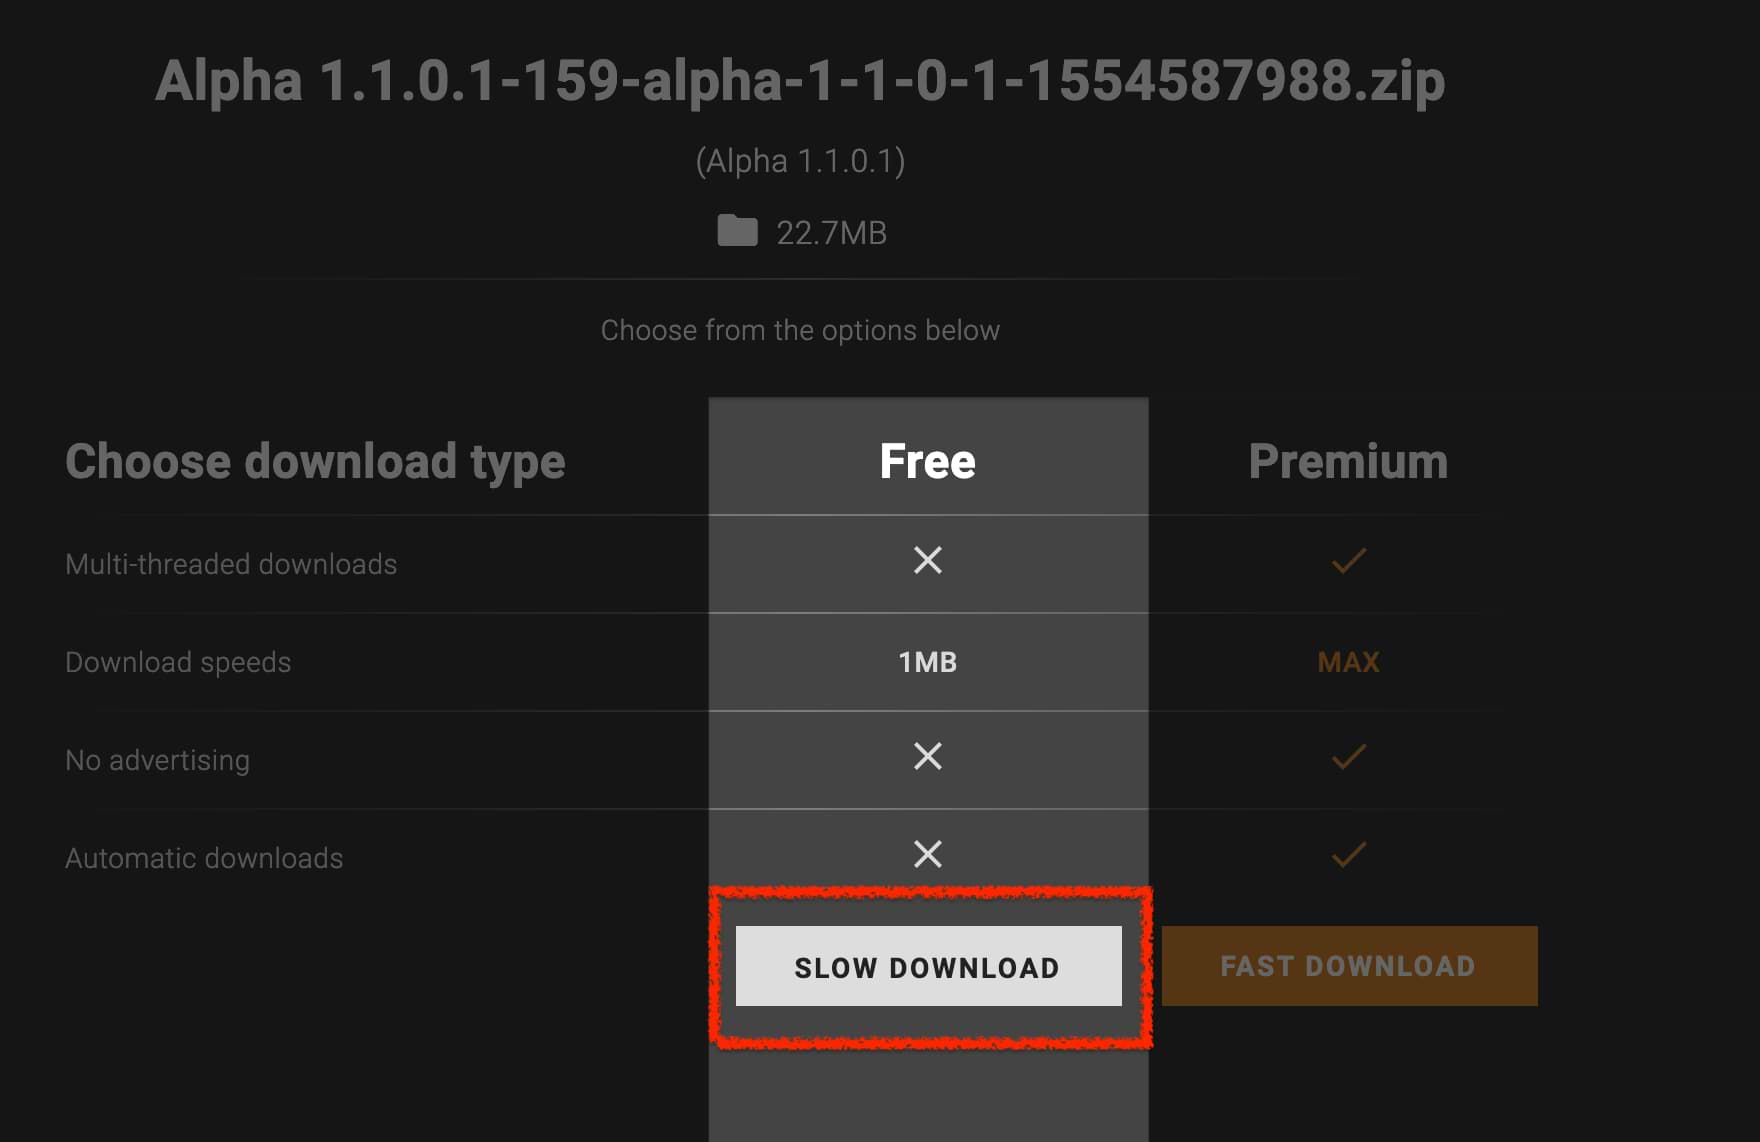 Alpha 1.1.0.1-159-alpha-1-1-0-1-1554587988.zip
(Alpha 1.1.0.1)
22.7MB
Choose from the options below
Choose download type Free Premium
Multi-threaded downloads
Download speeds 1MB MAX
No advertising
Automatic downloads
SLOW DOWNLOAD FAST DOWNLOAD